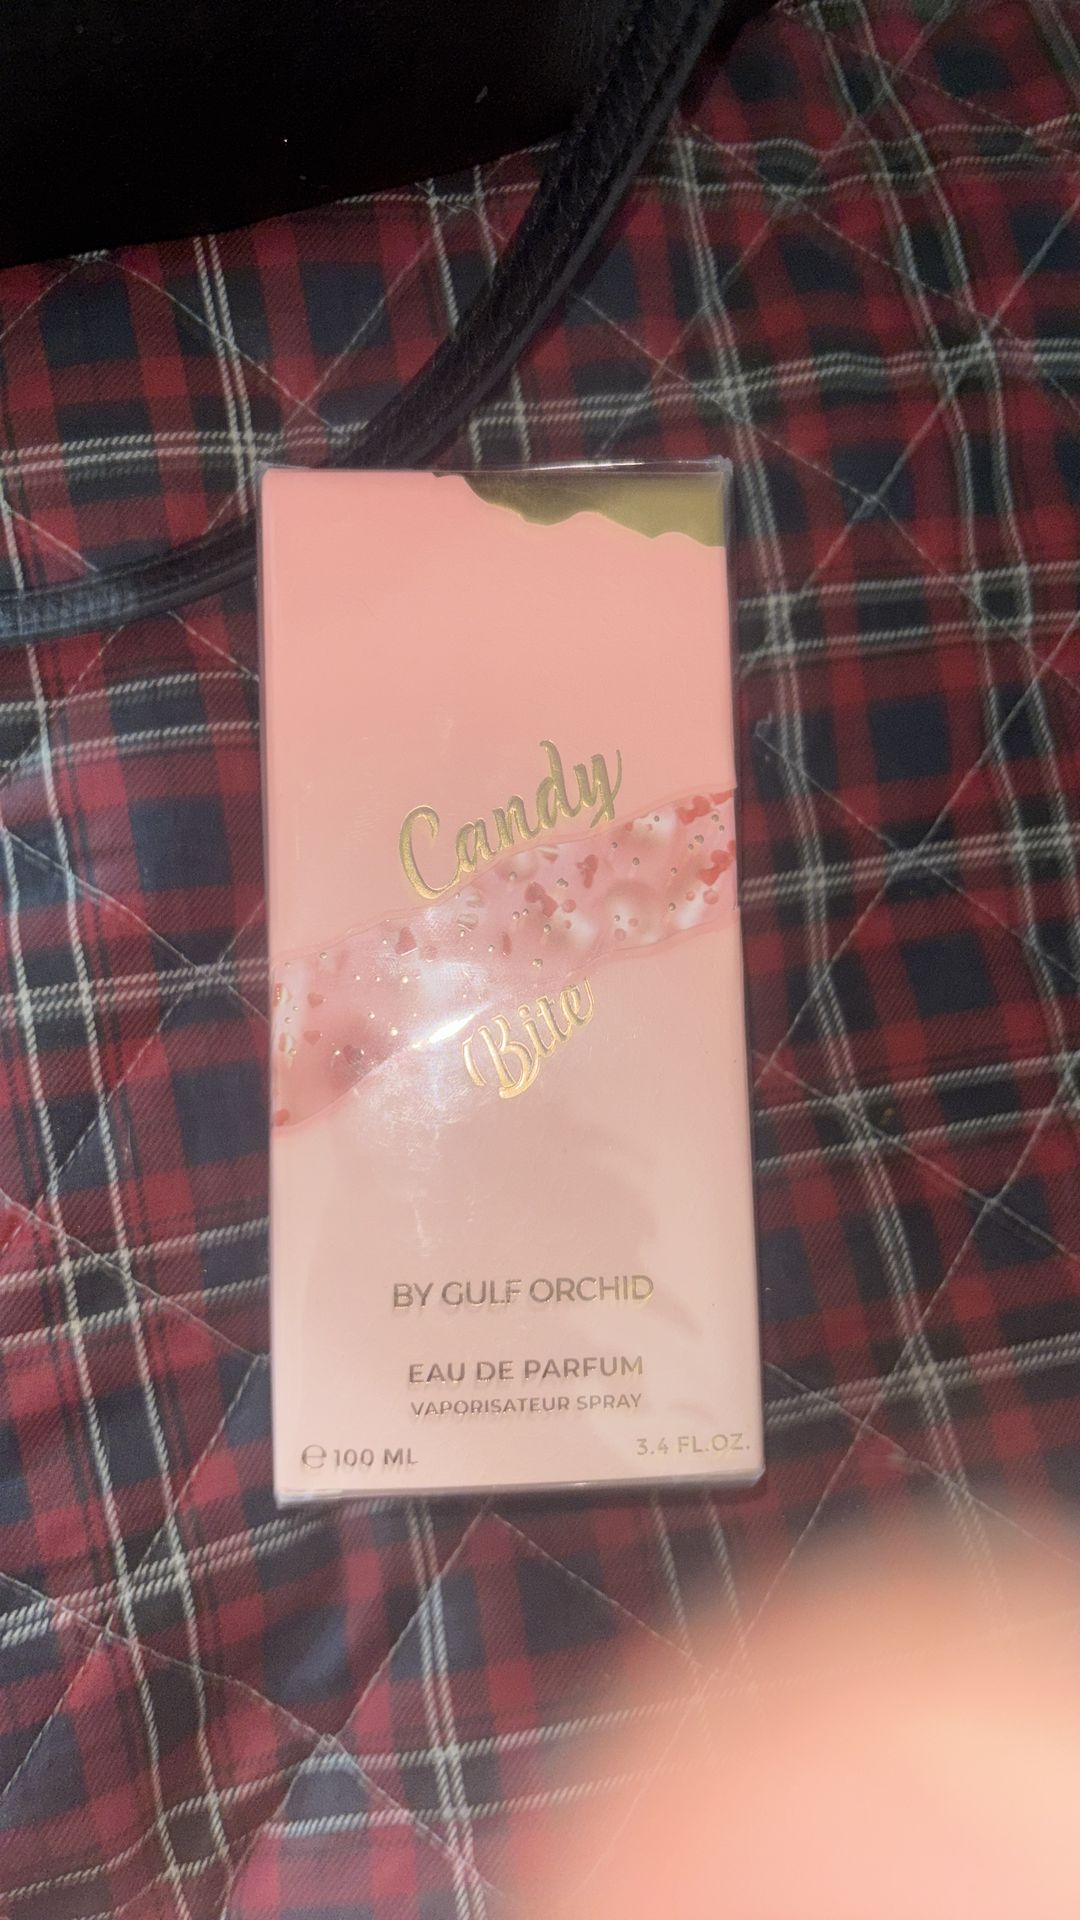 Candy
Bite
BY GULF ORCHID
EAU DE PARFUM
VAPORISATEUR SPRAY
℮ 100 ML
3.4 FL.OZ.